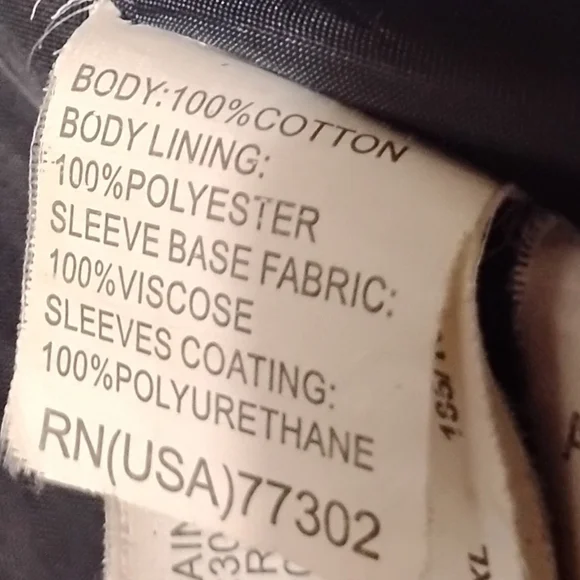 BODY:100%COTTON
BODY LINING:
100%POLYESTER
SLEEVE BASE FABRIC:
100%VISCOSE
SLEEVES COATING:
100%POLYURETHANE
RN(USA)77302
XL